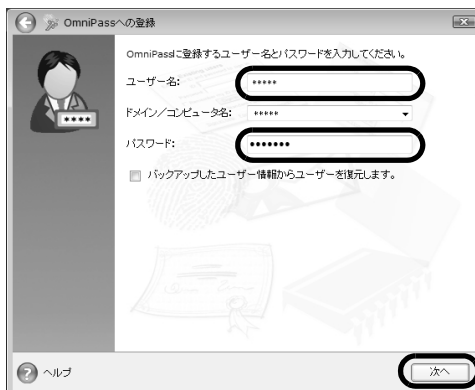 OmniPassへの登録
OmniPassに登録するユーザー名とパスワードを入力してください。
ユーザー名:
*****
ドメイン/コンピュータ名:
*****
パスワード:
●●●●●●●
バックアップしたユーザー情報からユーザーを復元します。
****
ヘルプ
次へ